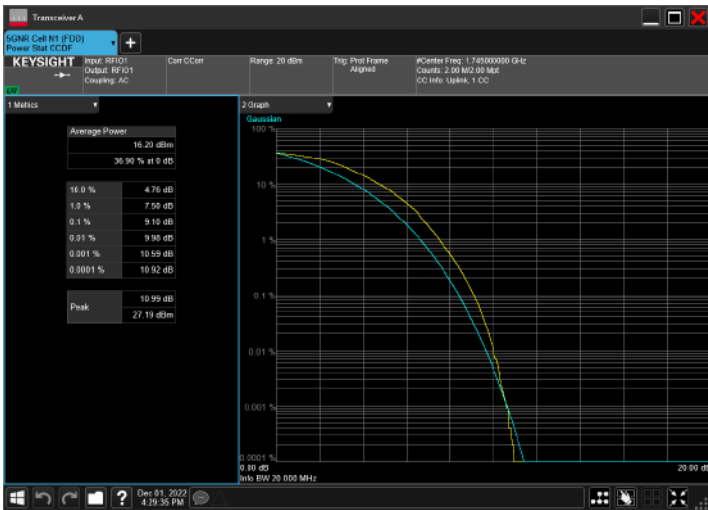 Transceiver A
5GNR Cell N1 (FDD)
Power Stat CCDF
KEYSIGHT
Input: RFIO1
Output: RFIO1
Coupling: AC
Corr CCorr
Range: 20 dBm
Trig: Prot Frame
Aligned
#Center Freq: 1.745000000 GHz
Counts: 2.00 M/2.00 Mpt
CC Info: Uplink, 1 CC
1 Metrics
Average Power
16.20 dBm
36.90 % at 0 dB
10.0 % 4.76 dB
1.0 % 7.50 dB
0.1 % 9.10 dB
0.01 % 9.98 dB
0.001 % 10.59 dB
0.0001 % 10.92 dB
Peak
10.99 dB
27.19 dBm
2 Graph
Gaussian
100 %
10 %
1 %
0.1 %
0.01 %
0.001 %
0.0001 %
0.00 dB
20.00 dB
Info BW 20.000 MHz
Dec 01, 2022
4:29:35 PM